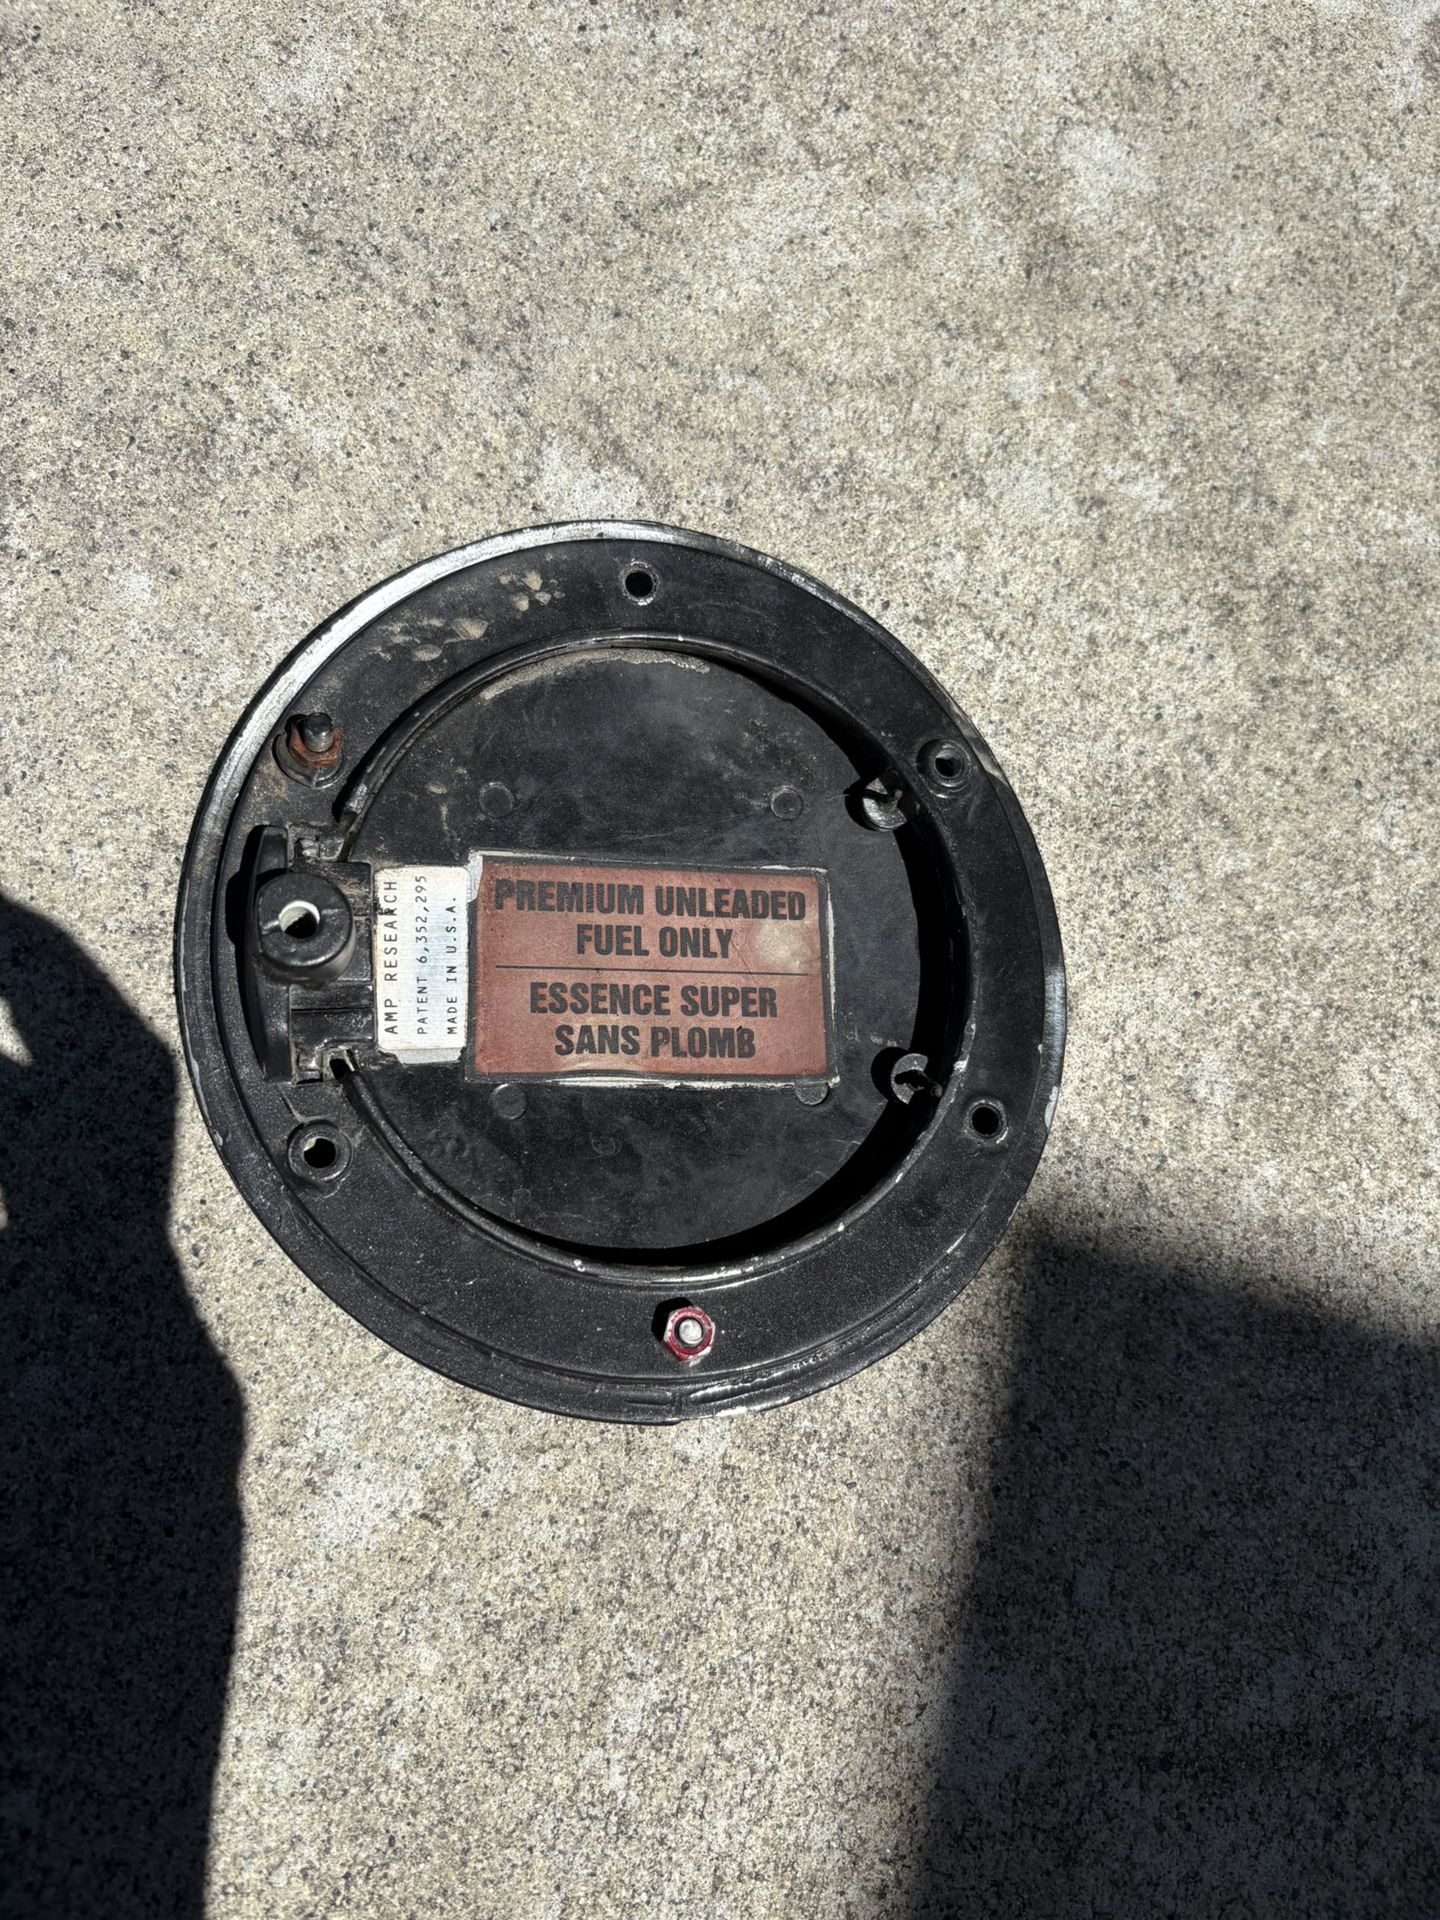 AMP RESEARCH
PATENT 6,352,295
MADE IN U.S.A.
PREMIUM UNLEADED
FUEL ONLY
ESSENCE SUPER
SANS PLOMB